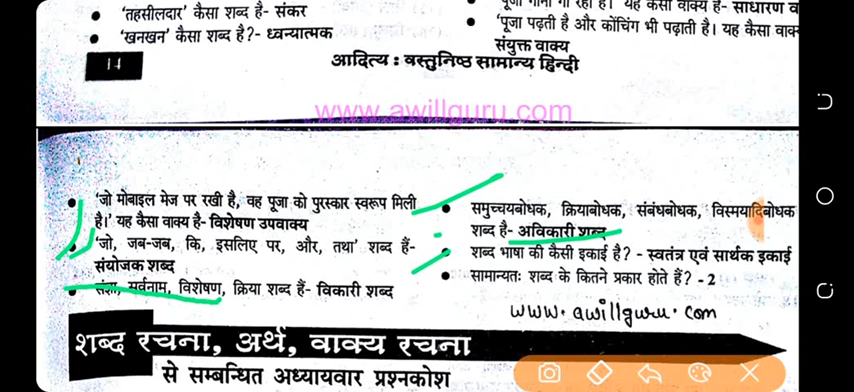 'तहसीलदार' कैसा शब्द है- संकर
'खनखन' कैसा शब्द है?- ध्वन्यात्मक
यह कैसा वाक्य है- साधारण
'पूजा पढ़ती है और कोचिंग भी पढ़ाती है। यह कैसा
संयुक्त वाक्य
14
आदित्य : वस्तुनिष्ठ सामान्य हिन्दी
www.awillguru.com
'जो मोबाइल मेज पर रखी है, वह पूजा को पुरस्कार स्वरूप मिली
है।' यह कैसा वाक्य है- विशेषण उपवाक्य
'जो, जब-जब, कि, इसलिए पर, और, तथा' शब्द हैं-
संयोजक शब्द
संज्ञा, सर्वनाम, विशेषण, क्रिया शब्द हैं- विकारी शब्द
समुच्चयबोधक, क्रियाबोधक, संबंधबोधक, विस्मयादिबोधक
शब्द है- अविकारी शब्द
शब्द भाषा की कैसी इकाई है? - स्वतंत्र एवं सार्थक इकाई
सामान्यतः शब्द के कितने प्रकार होते हैं? - 2
www.awillguru.com
शब्द रचना, अर्थ, वाक्य रचना
से सम्बन्धित अध्यायवार प्रश्नकोश